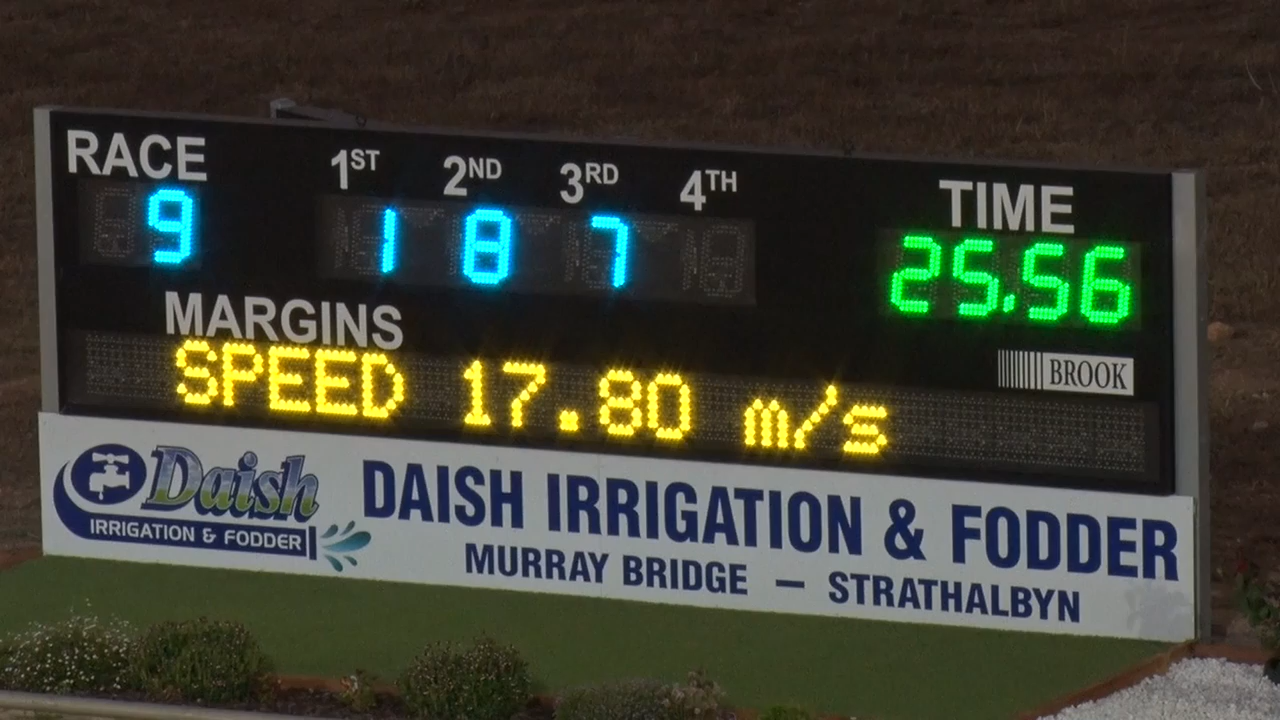 RACE 1ST 2ND 3RD 4TH TIME
9 1 8 7 25.56
MARGINS
BROOK
SPEED 17.80 m/s
Daish
IRRIGATION & FODDER
DAISH IRRIGATION & FODDER
MURRAY BRIDGE — STRATHALBYN